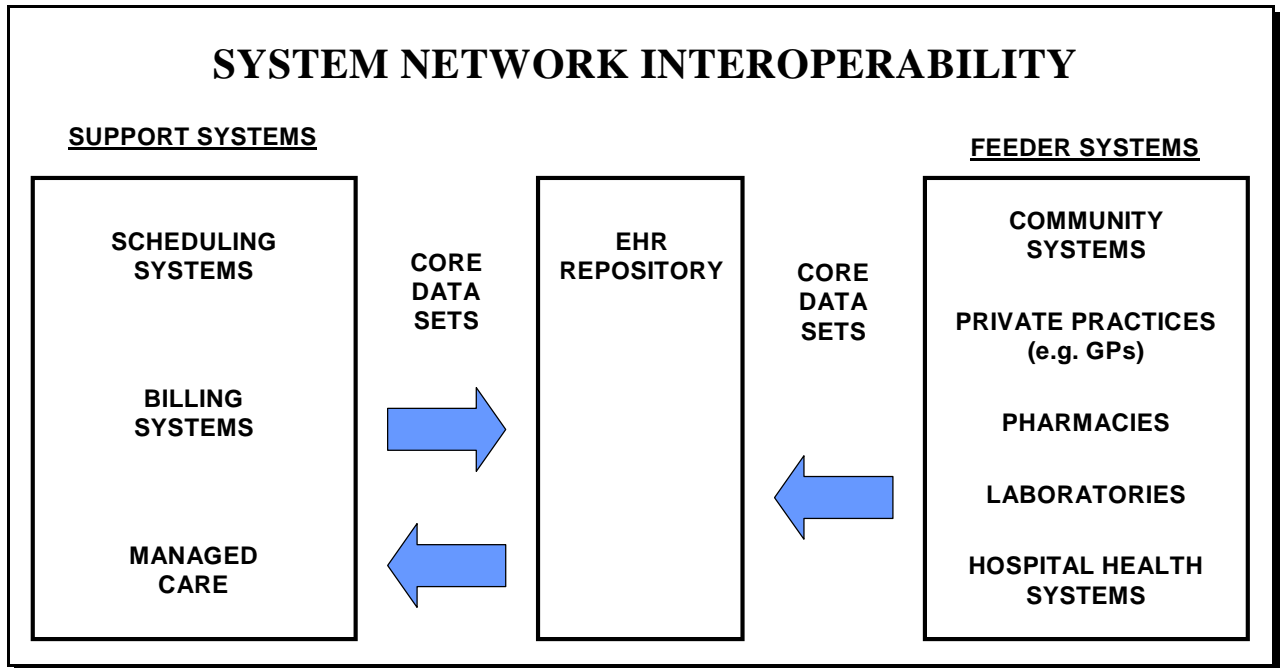 SYSTEM NETWORK INTEROPERABILITY
SUPPORT SYSTEMS
SCHEDULING
SYSTEMS
BILLING
SYSTEMS
MANAGED
CARE
CORE
DATA
SETS
EHR
REPOSITORY
CORE
DATA
SETS
FEEDER SYSTEMS
COMMUNITY
SYSTEMS
PRIVATE PRACTICES
(e.g. GPs)
PHARMACIES
LABORATORIES
HOSPITAL HEALTH
SYSTEMS